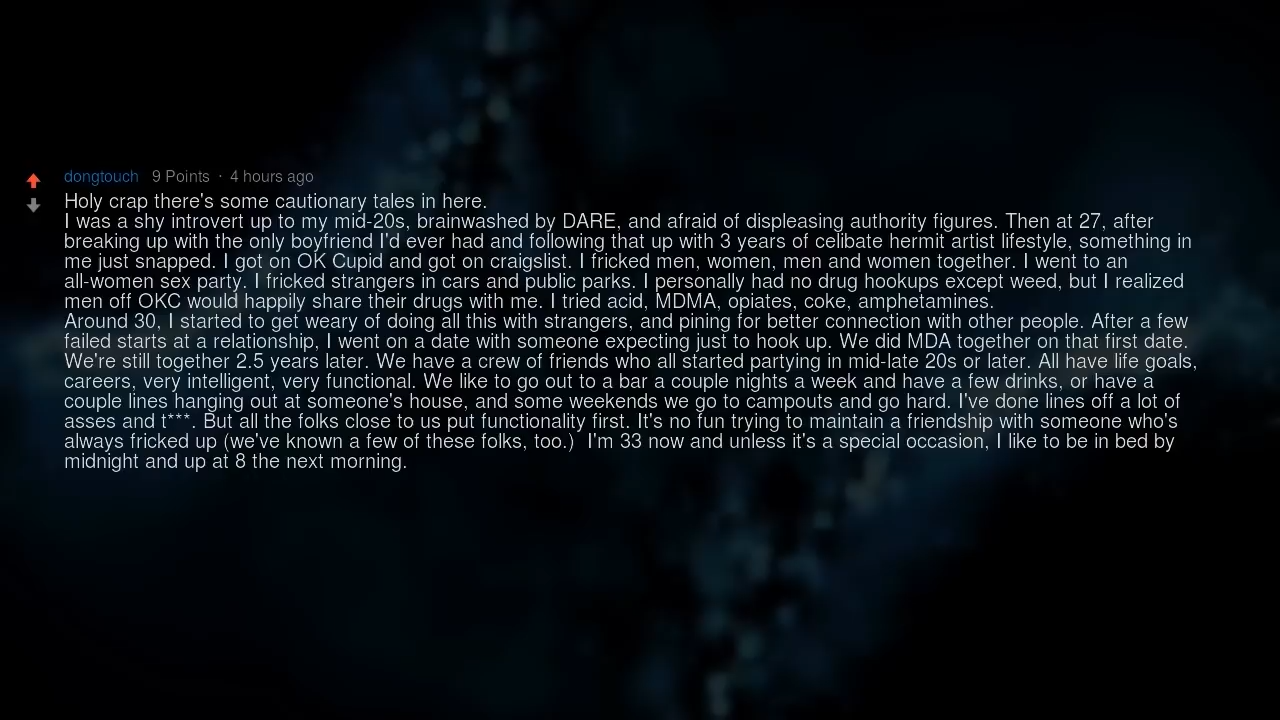 dongtouch 9 Points · 4 hours ago
Holy crap there's some cautionary tales in here.
I was a shy introvert up to my mid-20s, brainwashed by DARE, and afraid of displeasing authority figures. Then at 27, after
breaking up with the only boyfriend I'd ever had and following that up with 3 years of celibate hermit artist lifestyle, something in
me just snapped. I got on OK Cupid and got on craigslist. I fricked men, women, men and women together. I went to an
all-women sex party. I fricked strangers in cars and public parks. I personally had no drug hookups except weed, but I realized
men off OKC would happily share their drugs with me. I tried acid, MDMA, opiates, coke, amphetamines.
Around 30, I started to get weary of doing all this with strangers, and pining for better connection with other people. After a few
failed starts at a relationship, I went on a date with someone expecting just to hook up. We did MDA together on that first date.
We're still together 2.5 years later. We have a crew of friends who all started partying in mid-late 20s or later. All have life goals,
careers, very intelligent, very functional. We like to go out to a bar a couple nights a week and have a few drinks, or have a
couple lines hanging out at someone's house, and some weekends we go to campouts and go hard. I've done lines off a lot of
asses and t***. But all the folks close to us put functionality first. It's no fun trying to maintain a friendship with someone who's
always fricked up (we've known a few of these folks, too.)  I'm 33 now and unless it's a special occasion, I like to be in bed by
midnight and up at 8 the next morning.